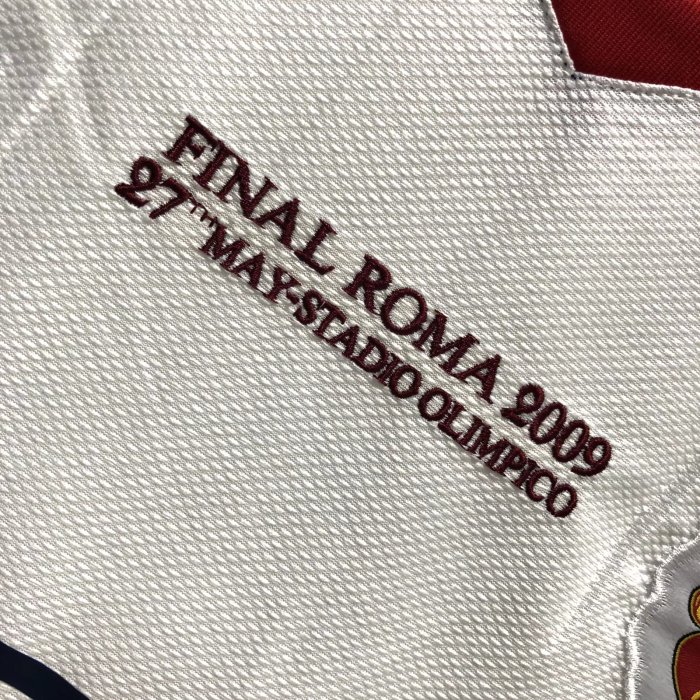 FINAL ROMA 2009
27TH MAY-STADIO OLIMPICO